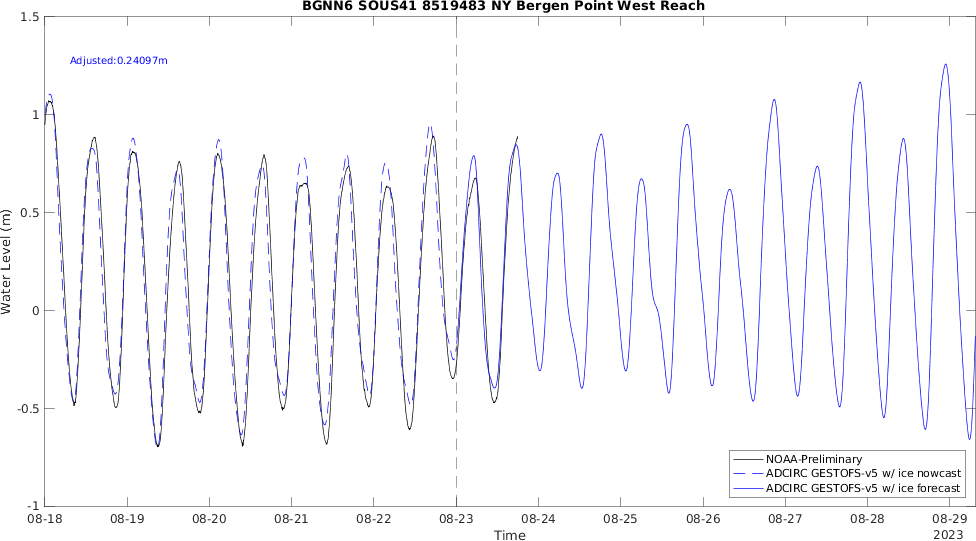 BGNN6 SOUS41 8519483 NY Bergen Point West Reach
1.5
Adjusted:0.24097m
1
0.5
0
-0.5
-1
Water Level (m)
NOAA-Preliminary
ADCIRC GESTOFS-v5 w/ ice nowcast
ADCIRC GESTOFS-v5 w/ ice forecast
08-18 08-19 08-20 08-21 08-22 08-23 08-24 08-25 08-26 08-27 08-28 08-29
Time
2023